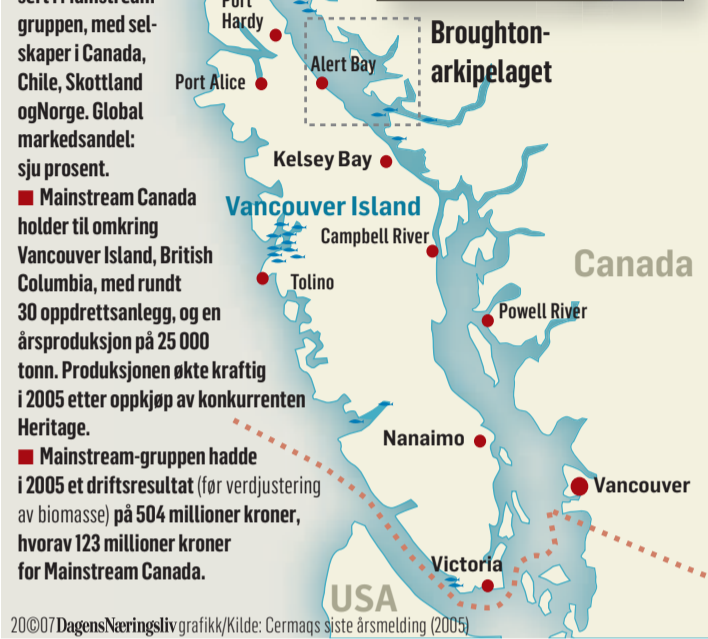 gruppen, med sel-
skaper i Canada,
Chile, Skottland
ogNorge. Global
markedsandel:
sju prosent.
■ Mainstream Canada
holder til omkring
Vancouver Island, British
Columbia, med rundt
30 oppdrettsanlegg, og en
årsproduksjon på 25 000
tonn. Produksjonen økte kraftig
i 2005 etter oppkjøp av konkurrenten
Heritage.
■ Mainstream-gruppen hadde
i 2005 et driftsresultat (før verdjustering
av biomasse) på 504 millioner kroner,
hvorav 123 millioner kroner
for Mainstream Canada.
Port
Hardy
Port Alice
Alert Bay
Broughton-
arkipelaget
Kelsey Bay
Vancouver Island
Campbell River
Canada
Tolino
Powell River
Nanaimo
Vancouver
Victoria
USA
20©07 DagensNæringsliv grafikk/Kilde: Cermaqs siste årsmelding (2005)